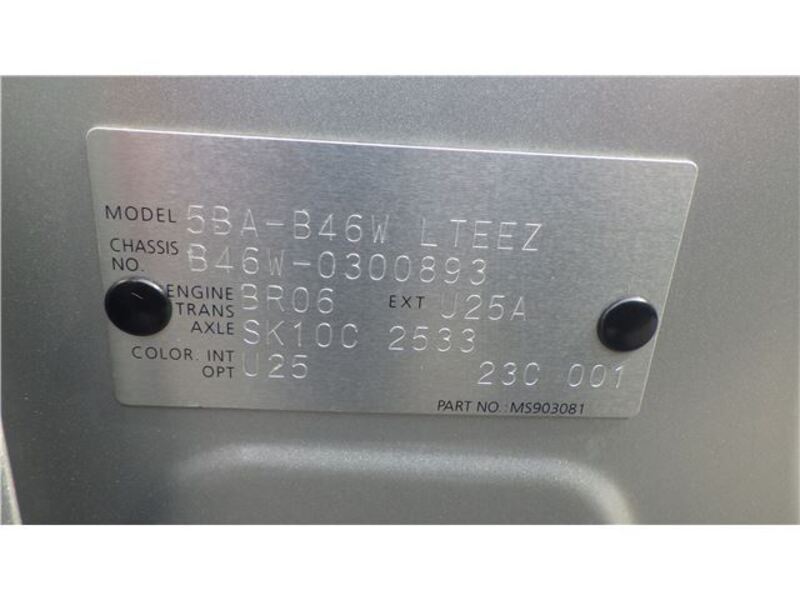 MODEL 5BA-B46W LTEEZ
CHASSIS NO. B46W-0300893
ENGINE BR06 EXT U25A
TRANS AXLE SK10C 2533
COLOR: INT U25
OPT 23C 001
PART NO.: MS903081